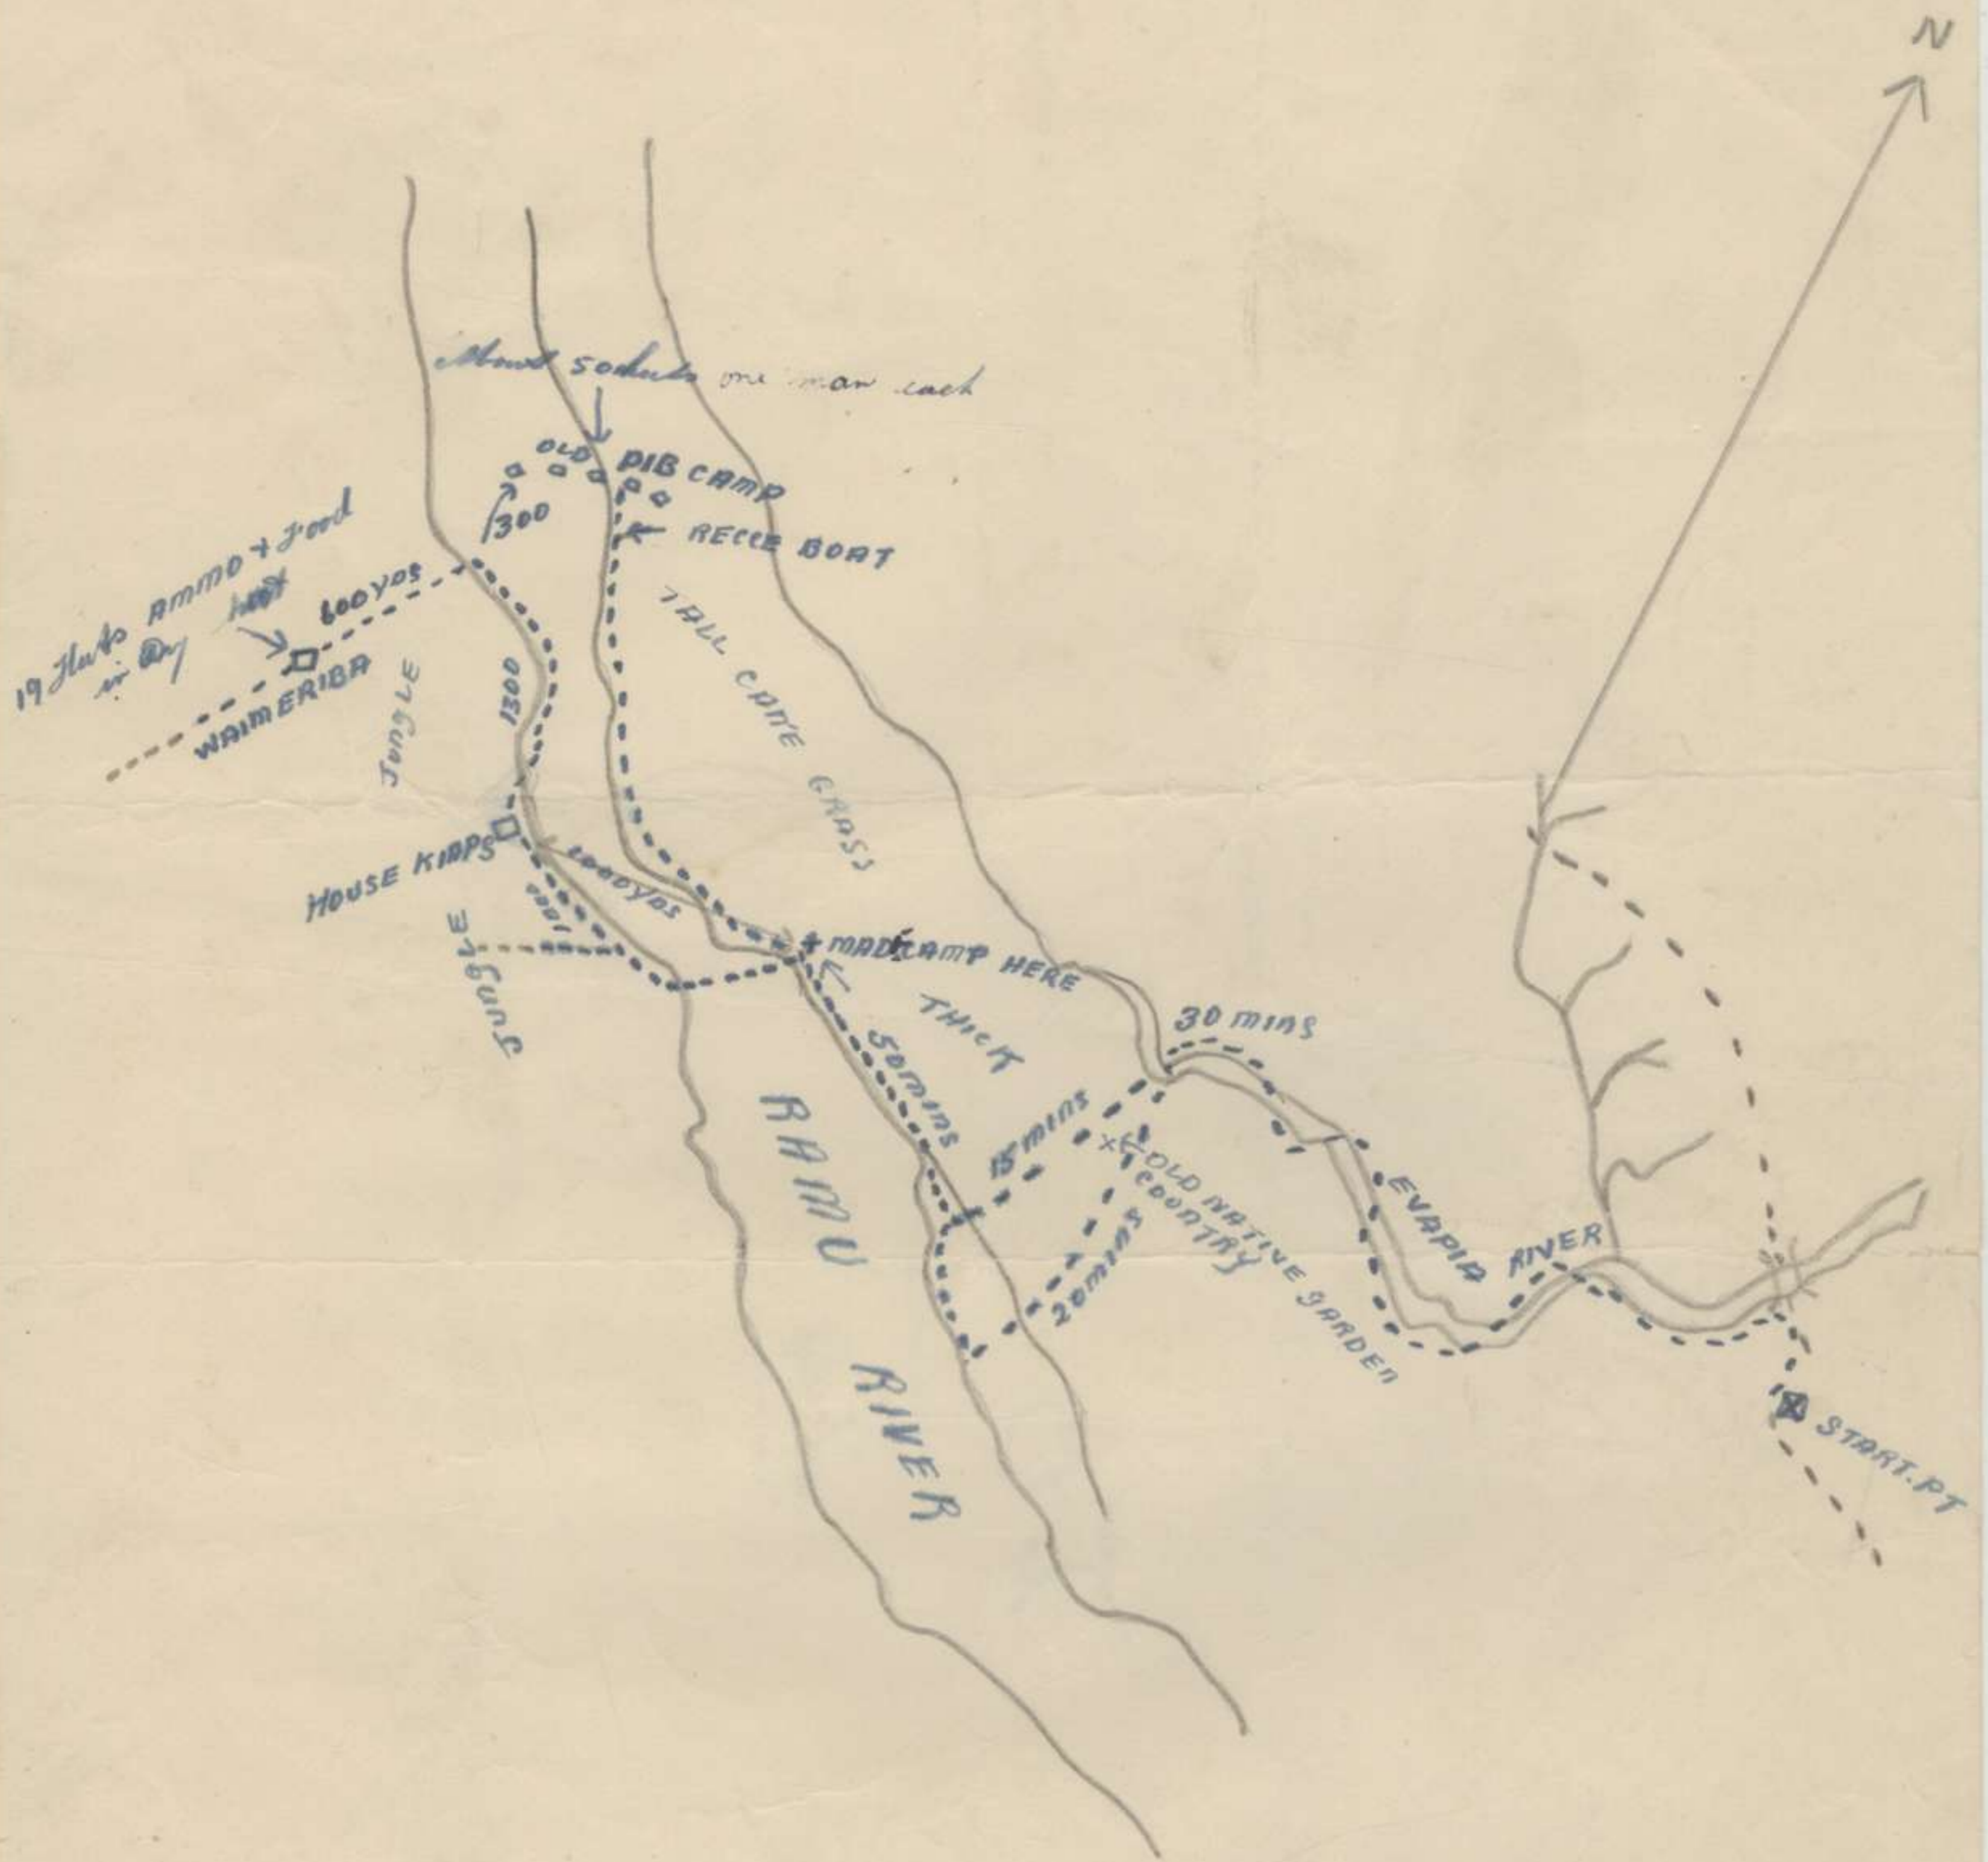 N
About 50 huts one man each
OLD PIB CAMP
300
RECCE BOAT
19 Huts AMMO + Food
in
600 YDS
WAIMERIBA
JUNGLE
1300
TALL CANE GRASS
HOUSE KIAPS
1000 YDS
JUNGLE
MADE CAMP HERE
THICK
COUNTRY
50 MINS
30 MINS
15 MINS
20 MINS
OLD NATIVE GARDEN
EVAPIA RIVER
RAMU
RIVER
START. PT